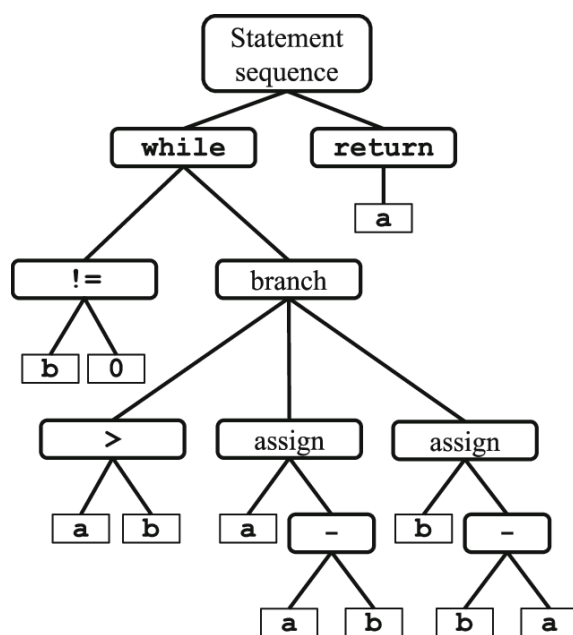 Statement
sequence
while return
a
!= branch
b 0
> assign assign
a b a - b -
a b b a